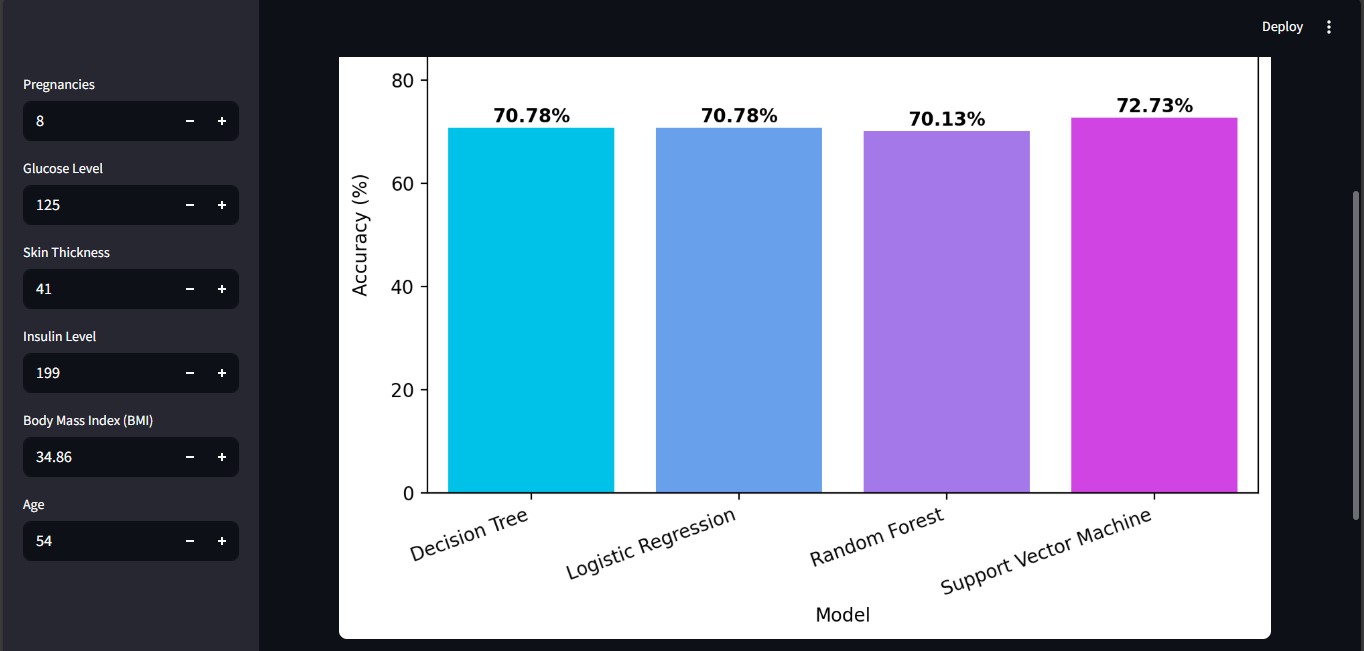 Deploy
Pregnancies
8
Glucose Level
125
Skin Thickness
41
Insulin Level
199
Body Mass Index (BMI)
34.86
Age
54
80
60
40
20
0
Accuracy (%)
70.78%
70.78%
70.13%
72.73%
Decision Tree
Logistic Regression
Random Forest
Support Vector Machine
Model